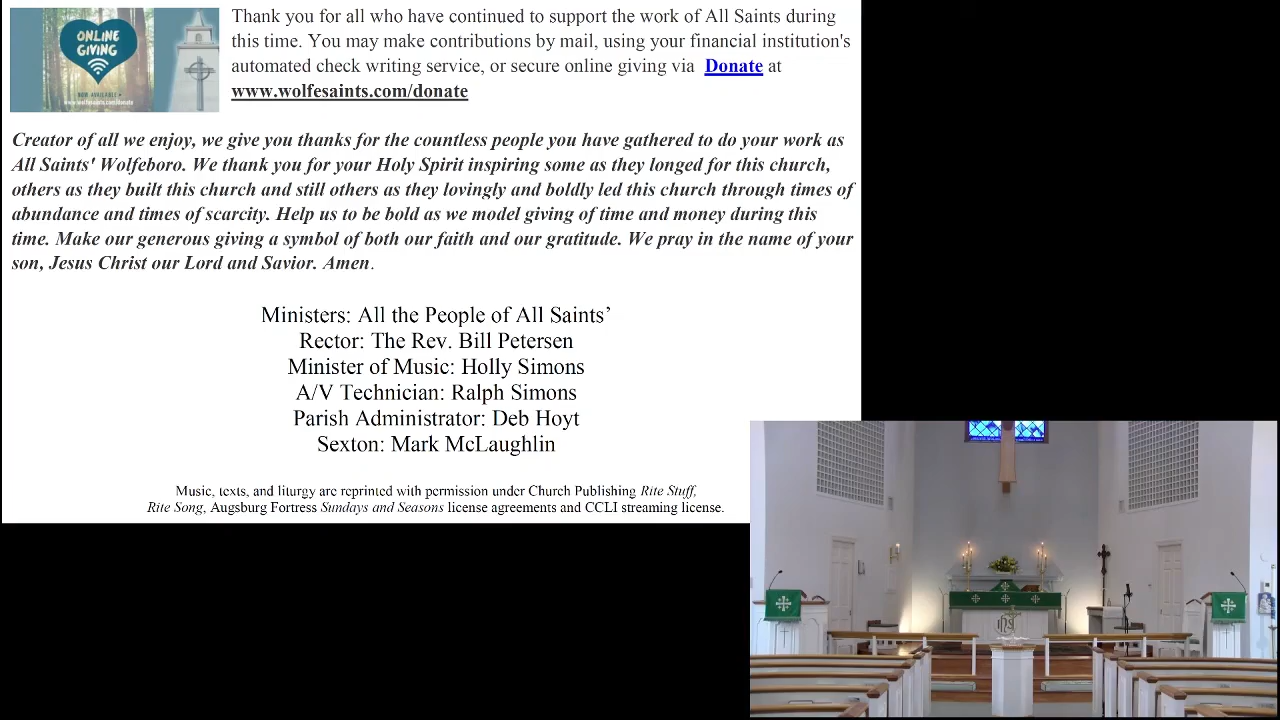 ONLINE
GIVING
NOW AVAILABLE
www.wolfesaints.com/donate
Thank you for all who have continued to support the work of All Saints during
this time. You may make contributions by mail, using your financial institution's
automated check writing service, or secure online giving via Donate at
www.wolfesaints.com/donate
Creator of all we enjoy, we give you thanks for the countless people you have gathered to do your work as
All Saints' Wolfeboro. We thank you for your Holy Spirit inspiring some as they longed for this church,
others as they built this church and still others as they lovingly and boldly led this church through times of
abundance and times of scarcity. Help us to be bold as we model giving of time and money during this
time. Make our generous giving a symbol of both our faith and our gratitude. We pray in the name of your
son, Jesus Christ our Lord and Savior. Amen.
Ministers: All the People of All Saints’
Rector: The Rev. Bill Petersen
Minister of Music: Holly Simons
A/V Technician: Ralph Simons
Parish Administrator: Deb Hoyt
Sexton: Mark McLaughlin
Music, texts, and liturgy are reprinted with permission under Church Publishing Rite Stuff,
Rite Song, Augsburg Fortress Sundays and Seasons license agreements and CCLI streaming license.